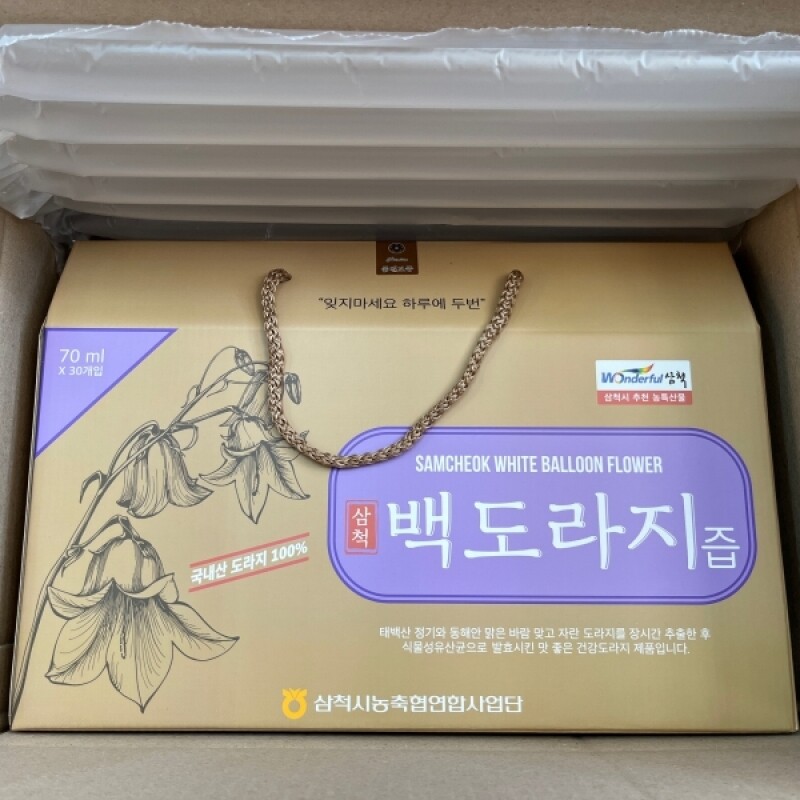 "잊지마세요 하루에 두번"
70 ml
X 30개입
Wonderful 삼척
삼척시 추천 농특산물
SAMCHEOK WHITE BALLOON FLOWER
삼척
백도라지즙
국내산 도라지 100%
태백산 정기와 동해안 맑은 바람 맞고 자란 도라지를 장시간 추출한 후
식물성유산균으로 발효시킨 맛 좋은 건강도라지 제품입니다.
삼척시농축협연합사업단